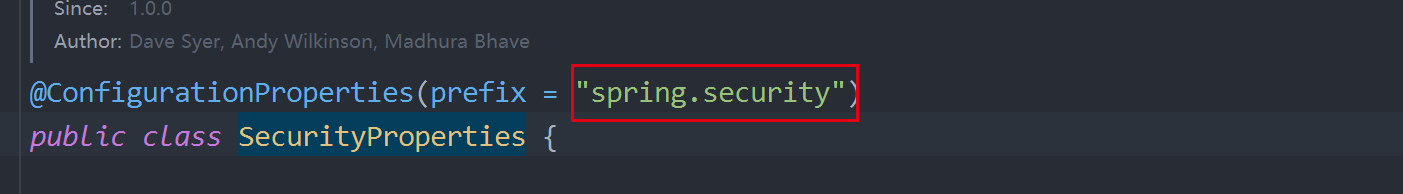 Since: 1.0.0
Author: Dave Syer, Andy Wilkinson, Madhura Bhave
@ConfigurationProperties(prefix = "spring.security")
public class SecurityProperties {